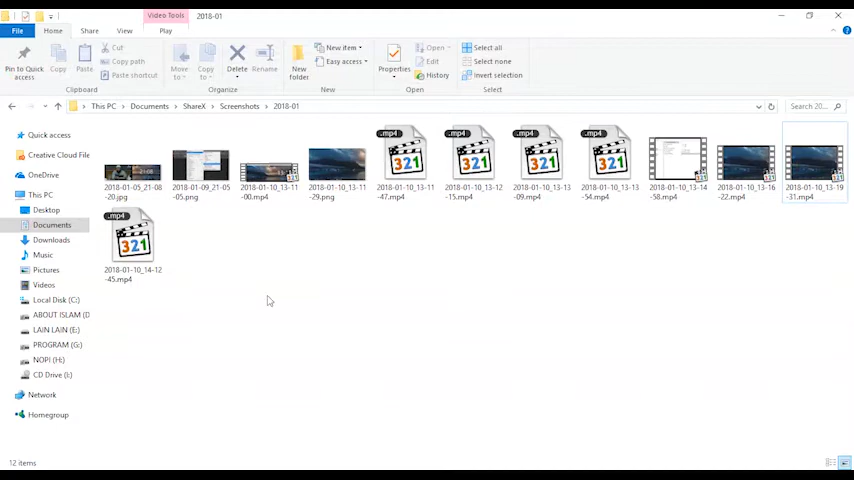 Video Tools
2018-01
File
Home
Share
View
Play
Pin to Quick
access
Copy
Paste
Cut
Copy path
Paste shortcut
Clipboard
Move
to
Copy
to
Delete
Rename
Organize
New
folder
New item
Easy access
New
Properties
Open
Edit
History
Open
Select all
Select none
Invert selection
Select
This PC
Documents
ShareX
Screenshots
2018-01
Search 20...
Quick access
Creative Cloud File
OneDrive
This PC
Desktop
Documents
Downloads
Music
Pictures
Videos
Local Disk (C:)
ABOUT ISLAM (D
LAIN LAIN (E:)
PROGRAM (G:)
NOPI (H:)
CD Drive (I:)
Network
Homegroup
2018-01-05_21-08
-20.jpg
2018-01-09_21-05
-05.png
2018-01-10_13-11
-00.mp4
2018-01-10_13-11
-29.png
.mp4
321
2018-01-10_13-11
-47.mp4
.mp4
321
2018-01-10_13-12
-15.mp4
.mp4
321
2018-01-10_13-13
-09.mp4
.mp4
321
2018-01-10_13-13
-54.mp4
2018-01-10_13-14
-58.mp4
2018-01-10_13-16
-22.mp4
2018-01-10_13-19
-31.mp4
.mp4
321
2018-01-10_14-12
-45.mp4
12 items